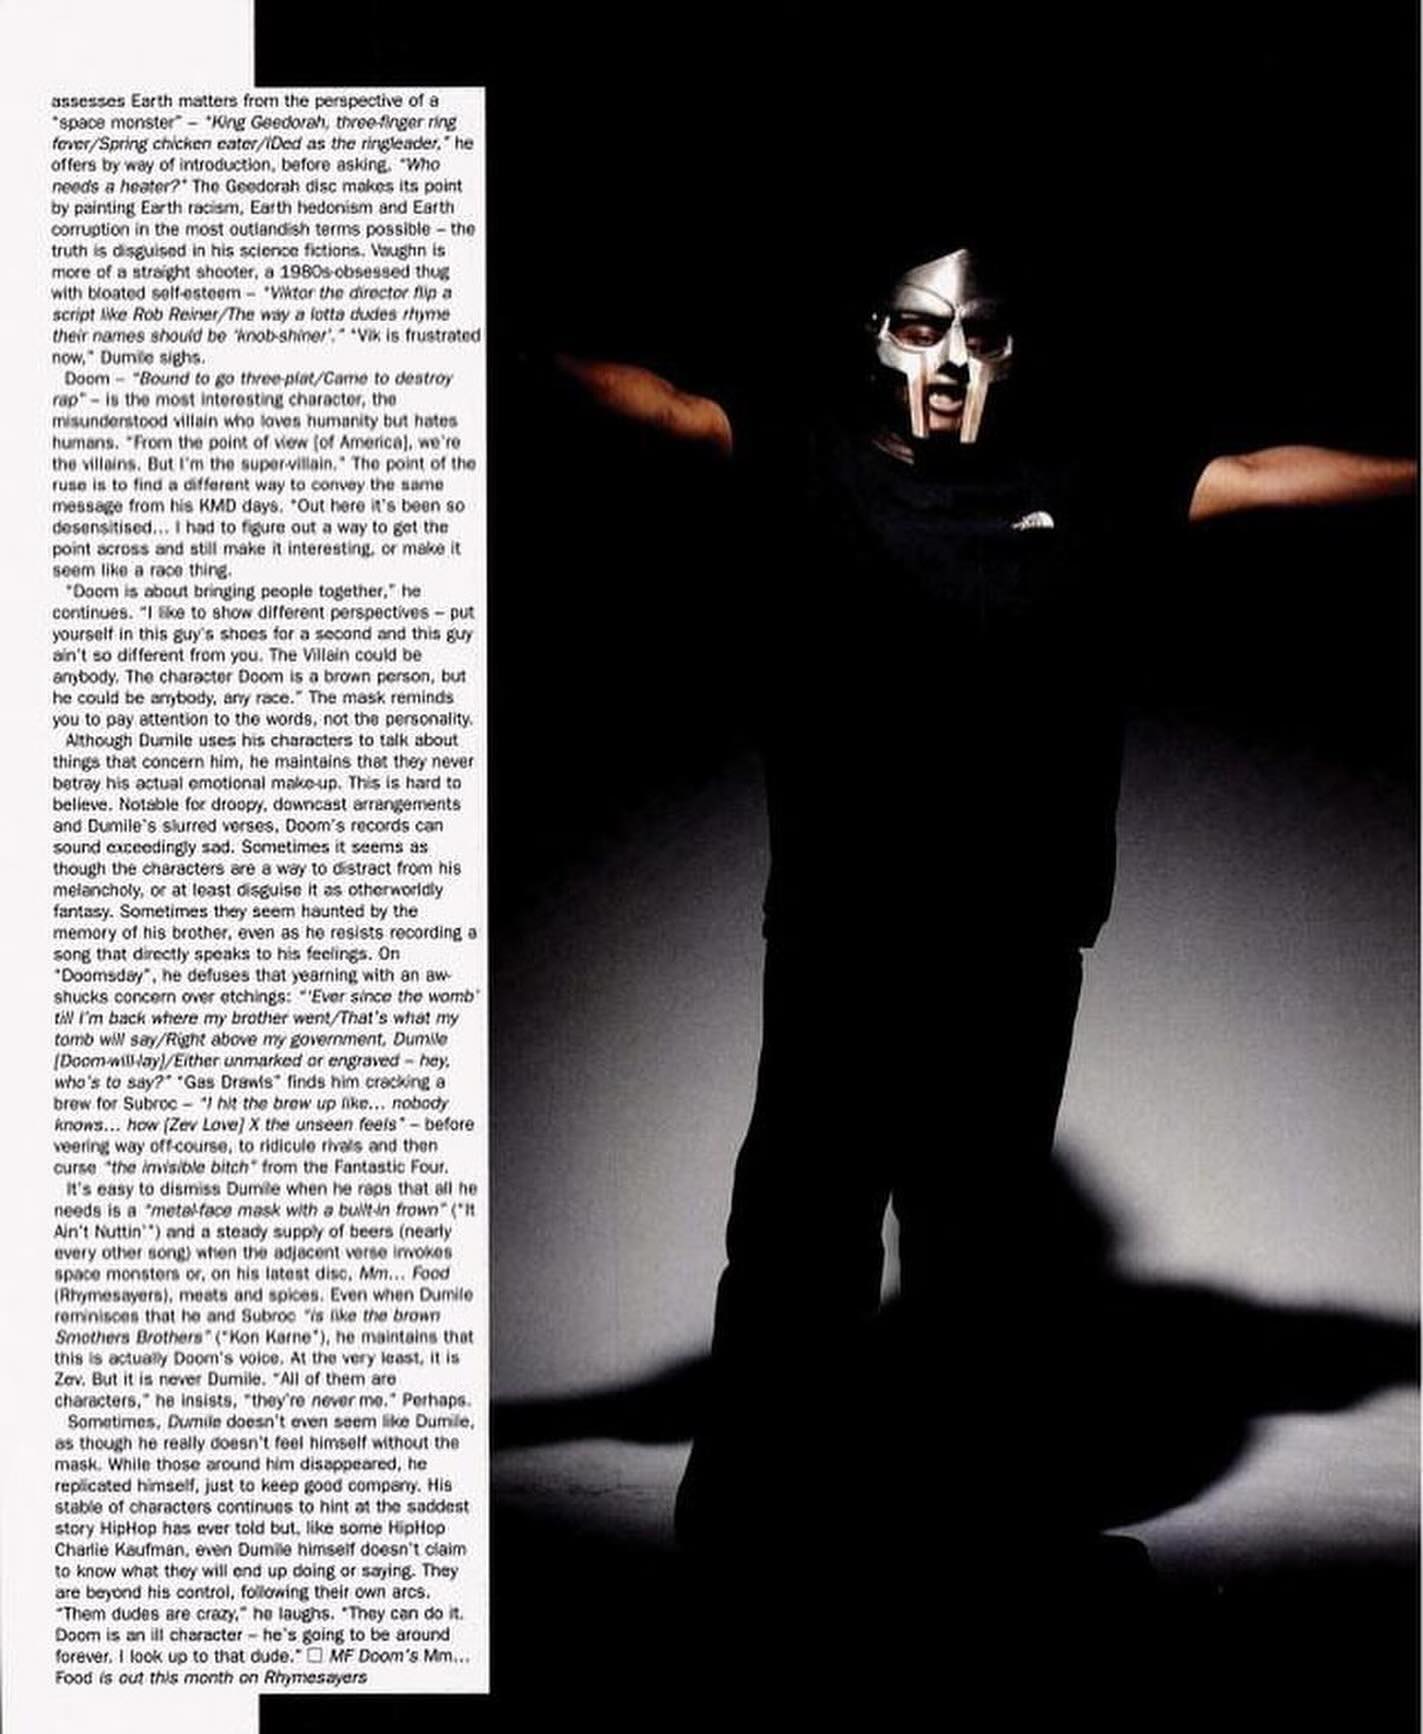 assesses Earth matters from the perspective of a
"space monster" – "King Geedorah, three-finger ring
fever/Spring chicken eater/IDed as the ringleader," he
offers by way of introduction, before asking, "Who
needs a heater?" The Geedorah disc makes its point
by painting Earth racism, Earth hedonism and Earth
corruption in the most outlandish terms possible – the
truth is disguised in his science fictions. Vaughn is
more of a straight shooter, a 1980s-obsessed thug
with bloated self-esteem – "Viktor the director flip a
script like Rob Reiner/The way a lotta dudes rhyme
their names should be 'knob-shiner'." "Vik is frustrated
now," Dumile sighs.
Doom – "Bound to go three-plat/Came to destroy
rap" – is the most interesting character, the
misunderstood villain who loves humanity but hates
humans. "From the point of view [of America], we're
the villains. But I'm the super-villain." The point of the
ruse is to find a different way to convey the same
message from his KMD days. "Out here it's been so
desensitised... I had to figure out a way to get the
point across and still make it interesting, or make it
seem like a race thing.
"Doom is about bringing people together," he
continues. "I like to show different perspectives – put
yourself in this guy's shoes for a second and this guy
ain't so different from you. The Villain could be
anybody. The character Doom is a brown person, but
he could be anybody, any race." The mask reminds
you to pay attention to the words, not the personality.
Although Dumile uses his characters to talk about
things that concern him, he maintains that they never
betray his actual emotional make-up. This is hard to
believe. Notable for droopy, downcast arrangements
and Dumile's slurred verses, Doom's records can
sound exceedingly sad. Sometimes it seems as
though the characters are a way to distract from his
melancholy, or at least disguise it as otherworldly
fantasy. Sometimes they seem haunted by the
memory of his brother, even as he resists recording a
song that directly speaks to his feelings. On
"Doomsday", he defuses that yearning with an aw-
shucks concern over etchings: "'Ever since the womb'
till I'm back where my brother went/That's what my
tomb will say/Right above my government, Dumile
[Doom-will-lay]/Either unmarked or engraved – hey,
who's to say?" "Gas Drawls" finds him cracking a
brew for Subroc – "I hit the brew up like... nobody
knows... how [Zev Love] X the unseen feels" – before
veering way off-course, to ridicule rivals and then
curse "the invisible bitch" from the Fantastic Four.
It's easy to dismiss Dumile when he raps that all he
needs is a "metal-face mask with a built-in frown" ("It
Ain't Nuttin'") and a steady supply of beers (nearly
every other song) when the adjacent verse invokes
space monsters or, on his latest disc, Mm... Food
(Rhymesayers), meats and spices. Even when Dumile
reminisces that he and Subroc "is like the brown
Smothers Brothers" ("Kon Karne"), he maintains that
this is actually Doom's voice. At the very least, it is
Zev. But it is never Dumile. "All of them are
characters," he insists, "they're never me." Perhaps.
Sometimes, Dumile doesn't even seem like Dumile,
as though he really doesn't feel himself without the
mask. While those around him disappeared, he
replicated himself, just to keep good company. His
stable of characters continues to hint at the saddest
story HipHop has ever told but, like some HipHop
Charlie Kaufman, even Dumile himself doesn't claim
to know what they will end up doing or saying. They
are beyond his control, following their own arcs.
"Them dudes are crazy," he laughs. "They can do it.
Doom is an ill character – he's going to be around
forever. I look up to that dude." □ MF Doom's Mm...
Food is out this month on Rhymesayers